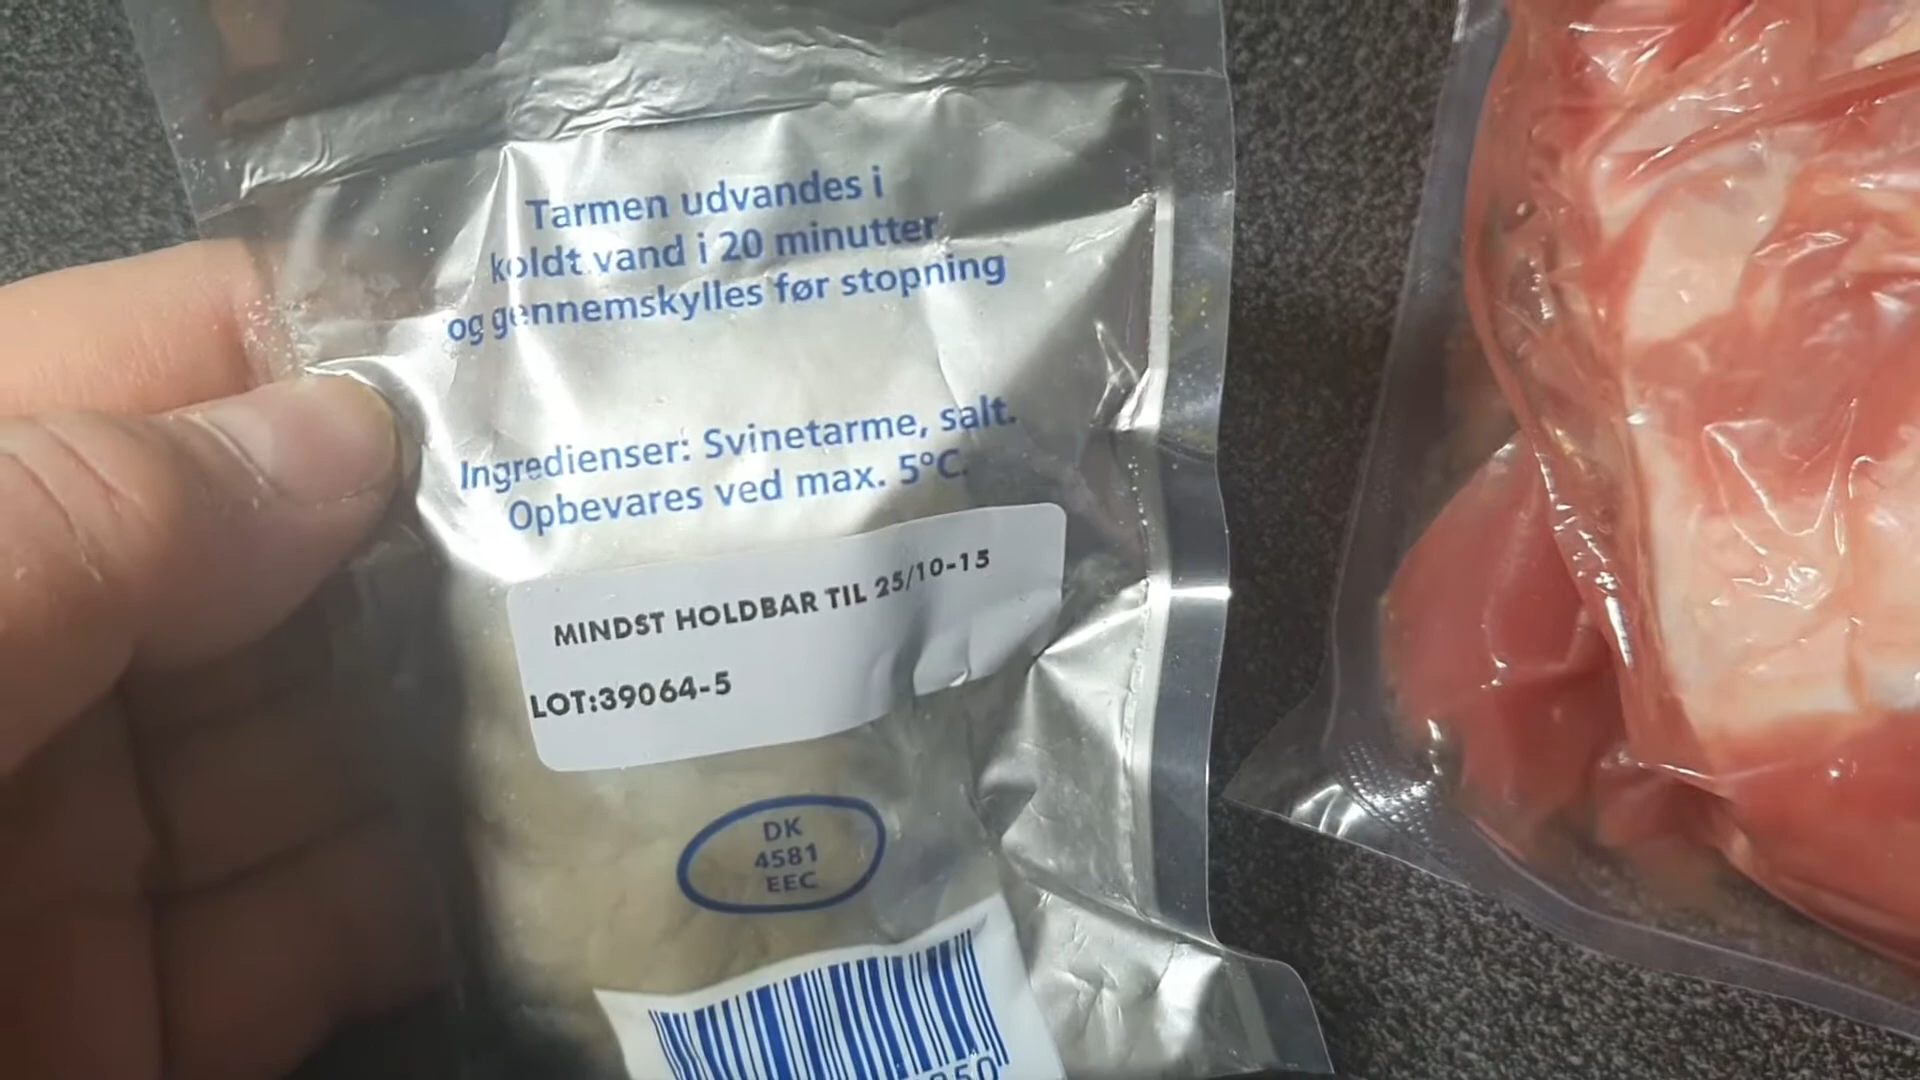 Tarmen udvandes i
koldt vand i 20 minutter
og gennemskylles før stopning
Ingredienser: Svinetarme, salt.
Opbevares ved max. 5°C.
MINDST HOLDBAR TIL 25/10-15
LOT:39064-5
DK
4581
EEC